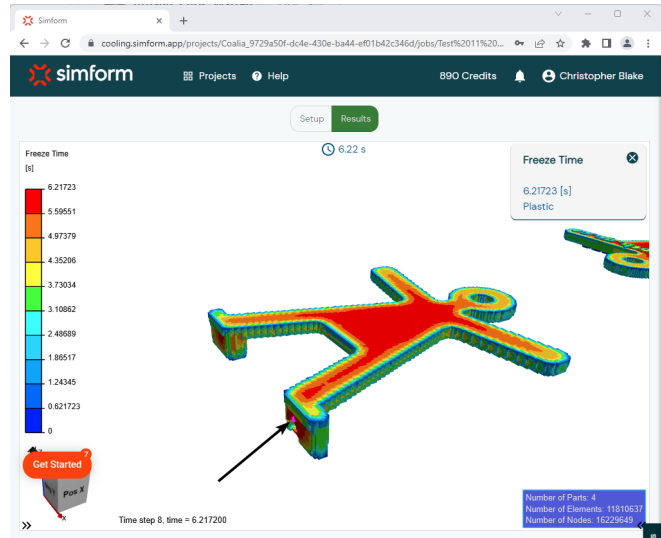 Simform
cooling.simform.app/projects/Coalia_9729a50f-dc4e-430e-ba44-ef01b42c346d/jobs/Test%2011%20...
simform
Projects
Help
890 Credits
Christopher Blake
Setup
Results
6.22 s
Freeze Time
[s]
6.21723
5.59551
4.97379
4.35206
3.73034
3.10862
2.48689
1.86517
1.24345
0.621723
0
Freeze Time
6.21723 [s]
Plastic
Get Started
7
Pos X
X
Time step 8, time = 6.217200
Number of Parts: 4
Number of Elements: 11810637
Number of Nodes: 16229649